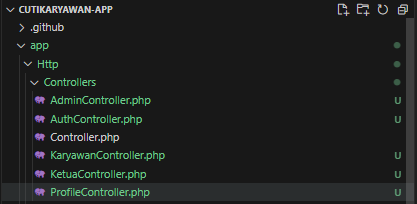 CUTIKARYAWAN-APP
.github
app
Http
Controllers
AdminController.php U
AuthController.php U
Controller.php
KaryawanController.php U
KetuaController.php U
ProfileController.php U